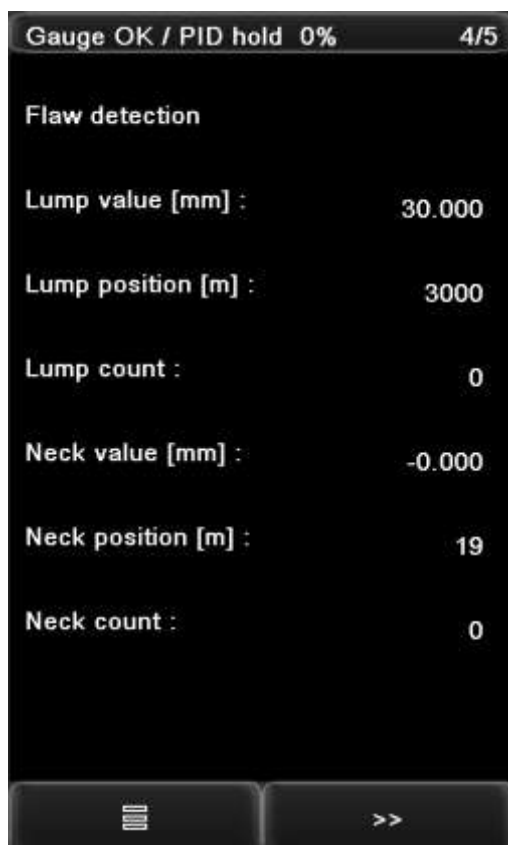 Gauge OK / PID hold 0% 4/5
Flaw detection
Lump value [mm] : 30.000
Lump position [m] : 3000
Lump count : 0
Neck value [mm] : -0.000
Neck position [m] : 19
Neck count : 0
>>